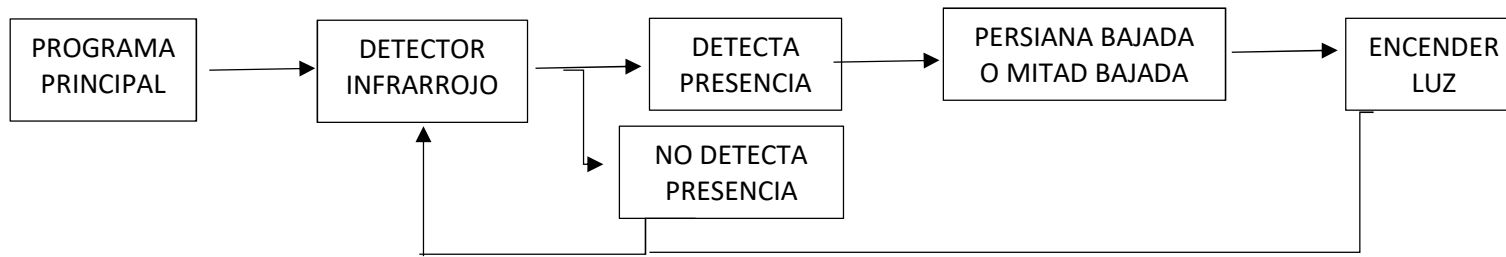 PROGRAMA
PRINCIPAL
DETECTOR
INFRARROJO
DETECTA
PRESENCIA
PERSIANA BAJADA
O MITAD BAJADA
ENCENDER
LUZ
NO DETECTA
PRESENCIA